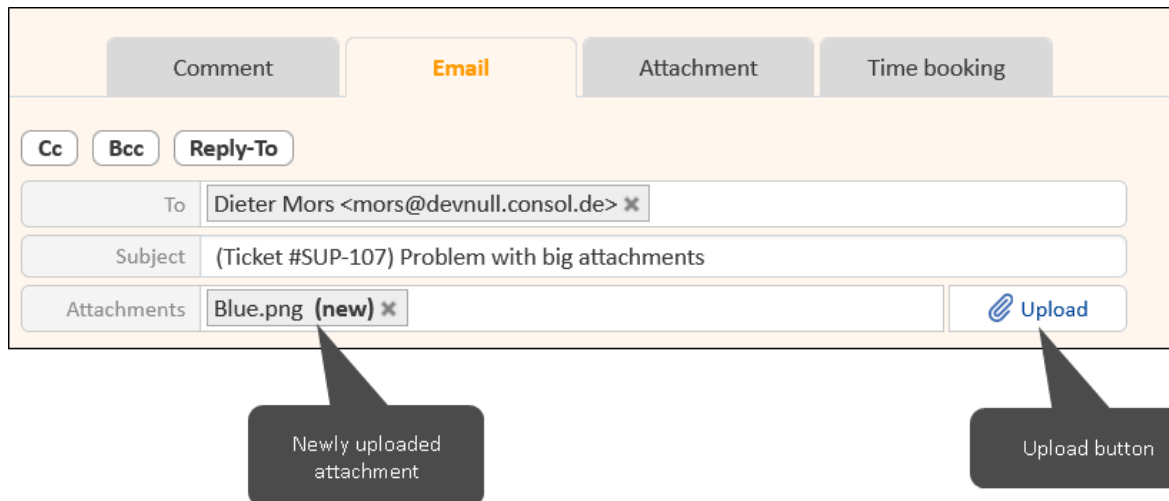 Comment Email Attachment Time booking
Cc Bcc Reply-To
To Dieter Mors <mors@devnull.consol.de>
Subject (Ticket #SUP-107) Problem with big attachments
Attachments Blue.png (new) Upload
Newly uploaded
attachment
Upload button